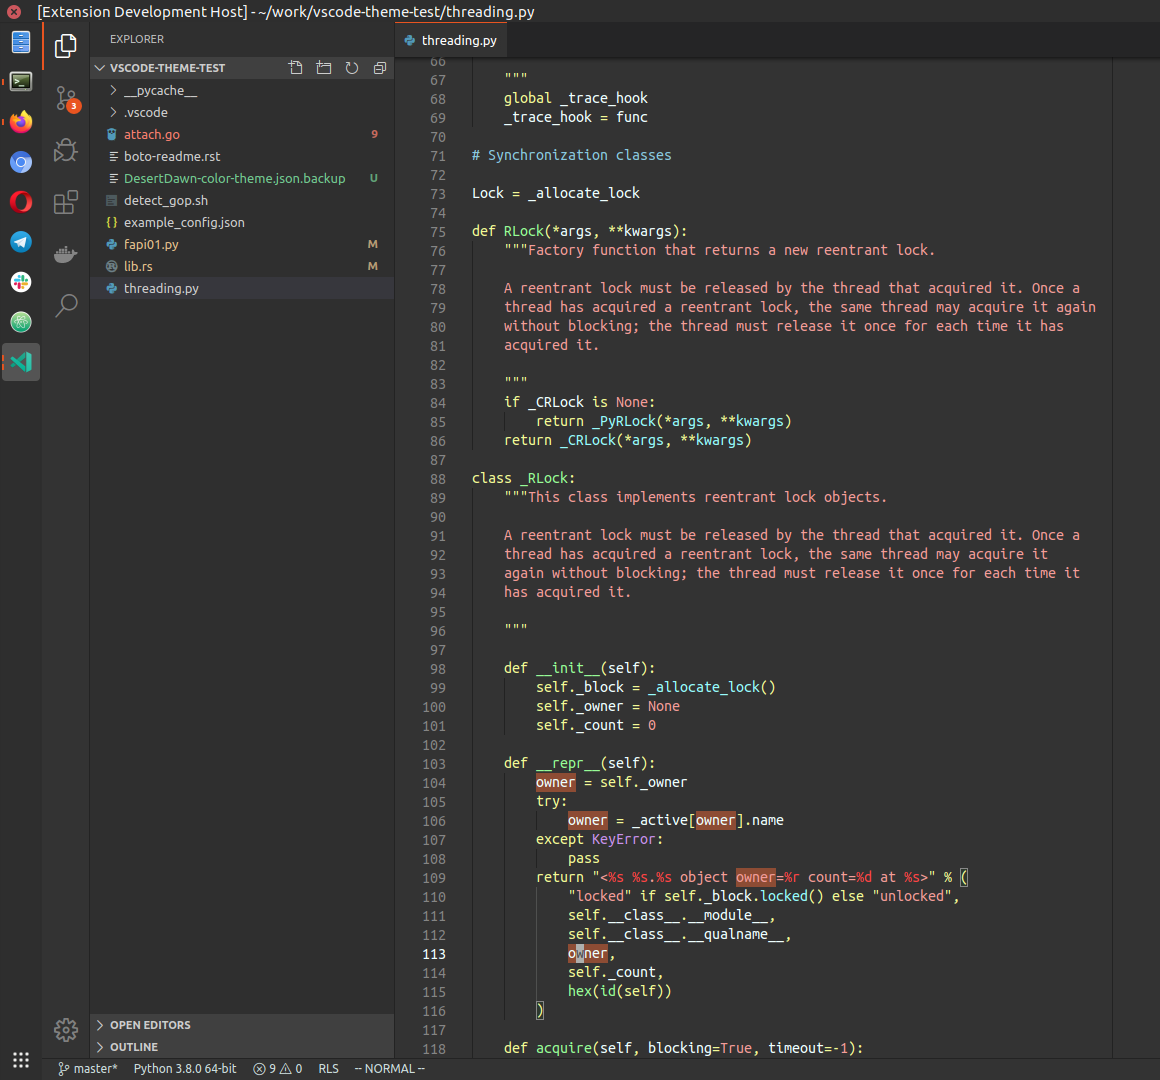 [Extension Development Host] - ~/work/vscode-theme-test/threading.py
EXPLORER
VSCODE-THEME-TEST
__pycache__
.vscode
attach.go 9
boto-readme.rst
DesertDawn-color-theme.json.backup U
detect_gop.sh
{} example_config.json
fapi01.py M
lib.rs M
threading.py
3
OPEN EDITORS
OUTLINE
threading.py
66
67     """
68     global _trace_hook
69     _trace_hook = func
70
71 # Synchronization classes
72
73 Lock = _allocate_lock
74
75 def RLock(*args, **kwargs):
76     """Factory function that returns a new reentrant lock.
77
78     A reentrant lock must be released by the thread that acquired it. Once a
79     thread has acquired a reentrant lock, the same thread may acquire it again
80     without blocking; the thread must release it once for each time it has
81     acquired it.
82
83     """
84     if _CRLock is None:
85         return _PyRLock(*args, **kwargs)
86     return _CRLock(*args, **kwargs)
87
88 class _RLock:
89     """This class implements reentrant lock objects.
90
91     A reentrant lock must be released by the thread that acquired it. Once a
92     thread has acquired a reentrant lock, the same thread may acquire it
93     again without blocking; the thread must release it once for each time it
94     has acquired it.
95
96     """
97
98     def __init__(self):
99         self._block = _allocate_lock()
100         self._owner = None
101         self._count = 0
102
103     def __repr__(self):
104         owner = self._owner
105         try:
106             owner = _active[owner].name
107         except KeyError:
108             pass
109         return "<%s %s.%s object owner=%r count=%d at %s>" % (
110             "locked" if self._block.locked() else "unlocked",
111             self.__class__.__module__,
112             self.__class__.__qualname__,
113             owner,
114             self._count,
115             hex(id(self))
116         )
117
118     def acquire(self, blocking=True, timeout=-1):
master* Python 3.8.0 64-bit 9 0 RLS -- NORMAL --